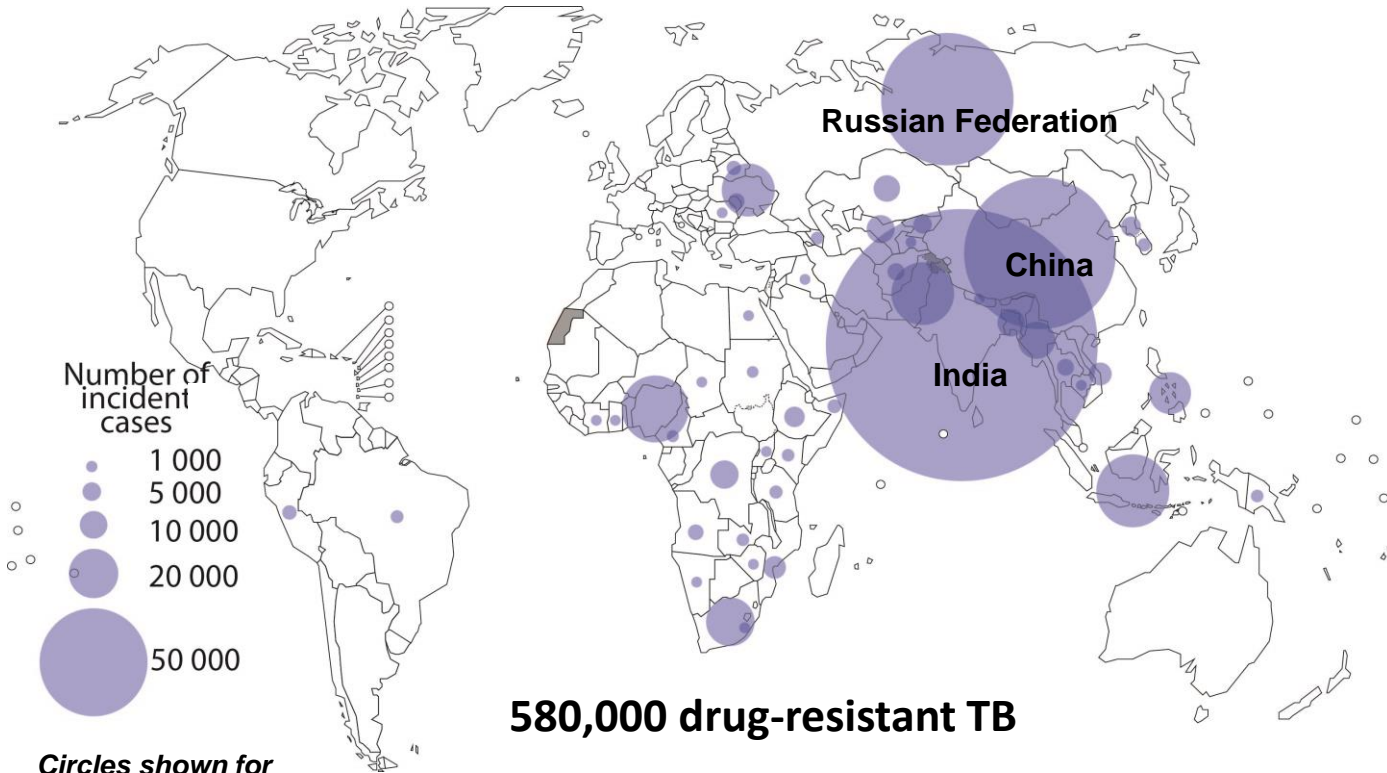 Russian Federation
China
India
Number of
incident
cases
1 000
5 000
10 000
20 000
50 000
580,000 drug-resistant TB
Circles shown for